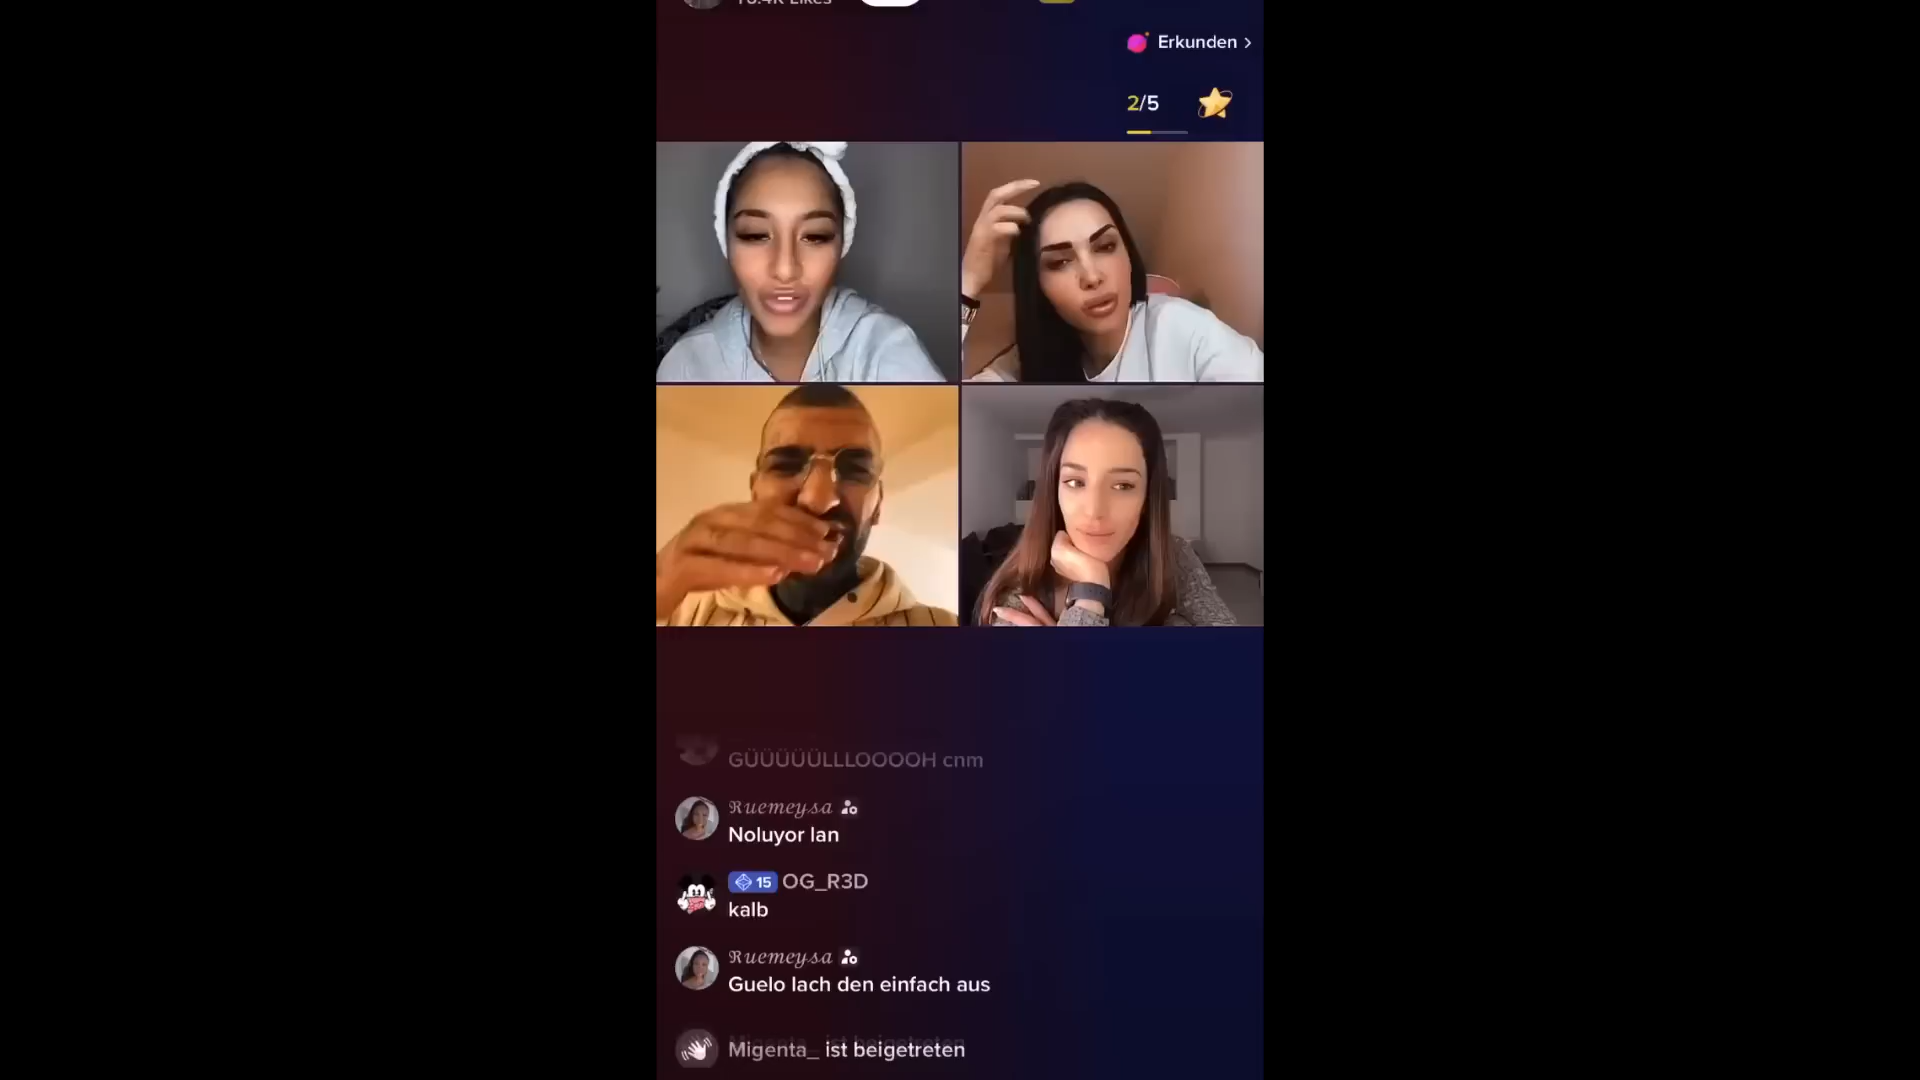 Erkunden >
2/5
GÜÜÜÜÜLLLOOOOH cnm
Ruemeysa
Noluyor lan
15 OG_R3D
kalb
Ruemeysa
Guelo lach den einfach aus
Migenta_ ist beigetreten